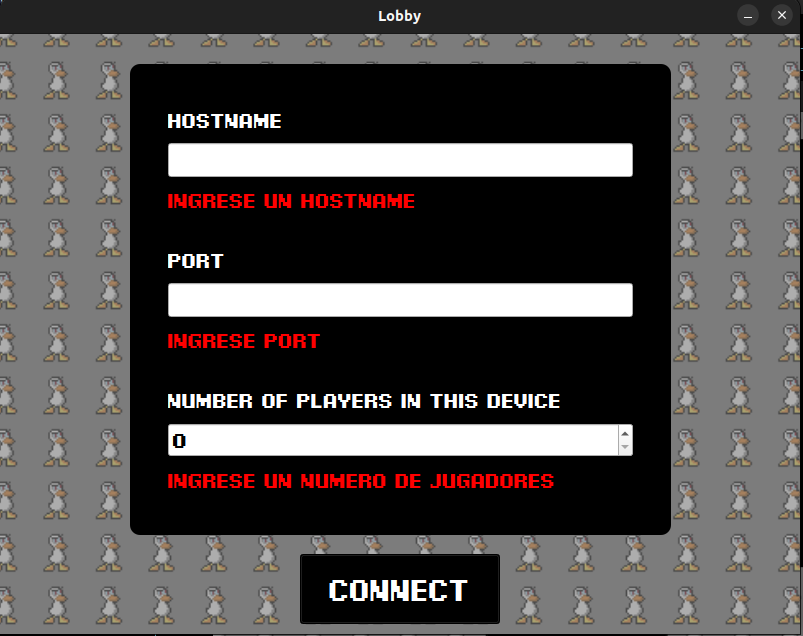 Lobby
HOSTNAME
INGRESE UN HOSTNAME
PORT
INGRESE PORT
NUMBER OF PLAYERS IN THIS DEVICE
0
INGRESE UN NUMERO DE JUGADORES
CONNECT